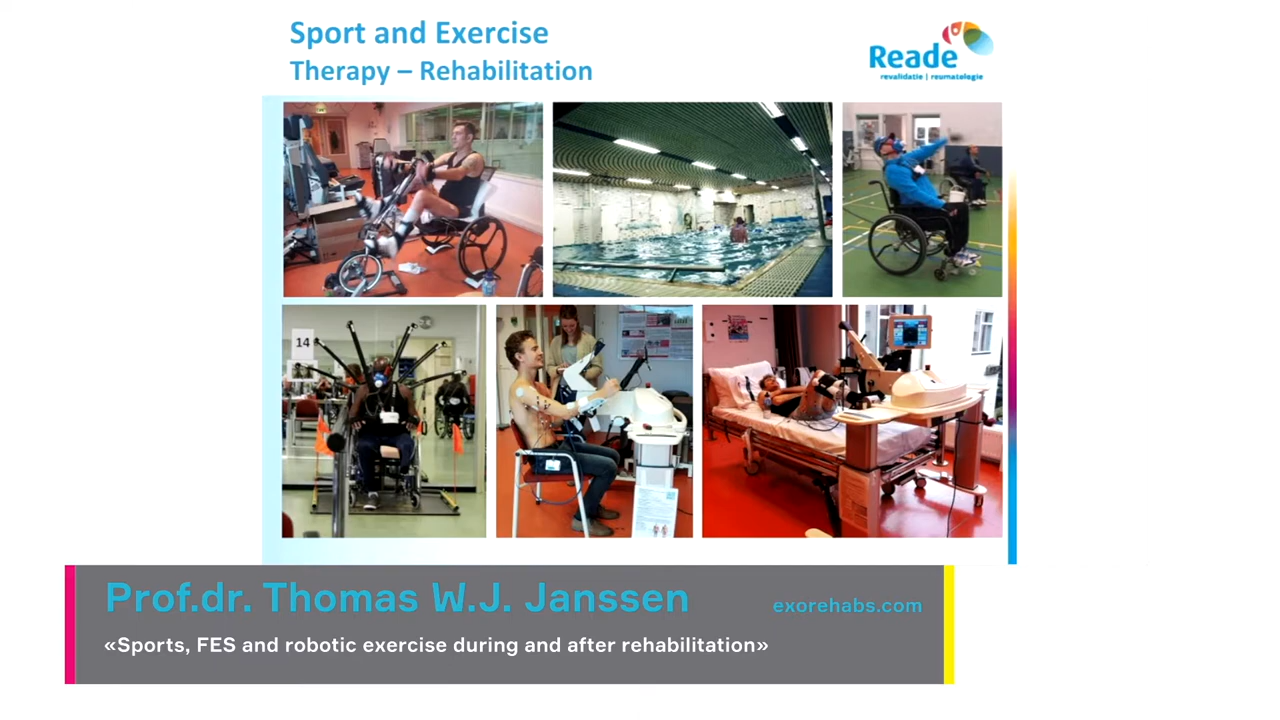 Sport and Exercise
Therapy – Rehabilitation
Reade
revalidatie | reumatologie
14
Prof.dr. Thomas W.J. Janssen
exorehabs.com
«Sports, FES and robotic exercise during and after rehabilitation»